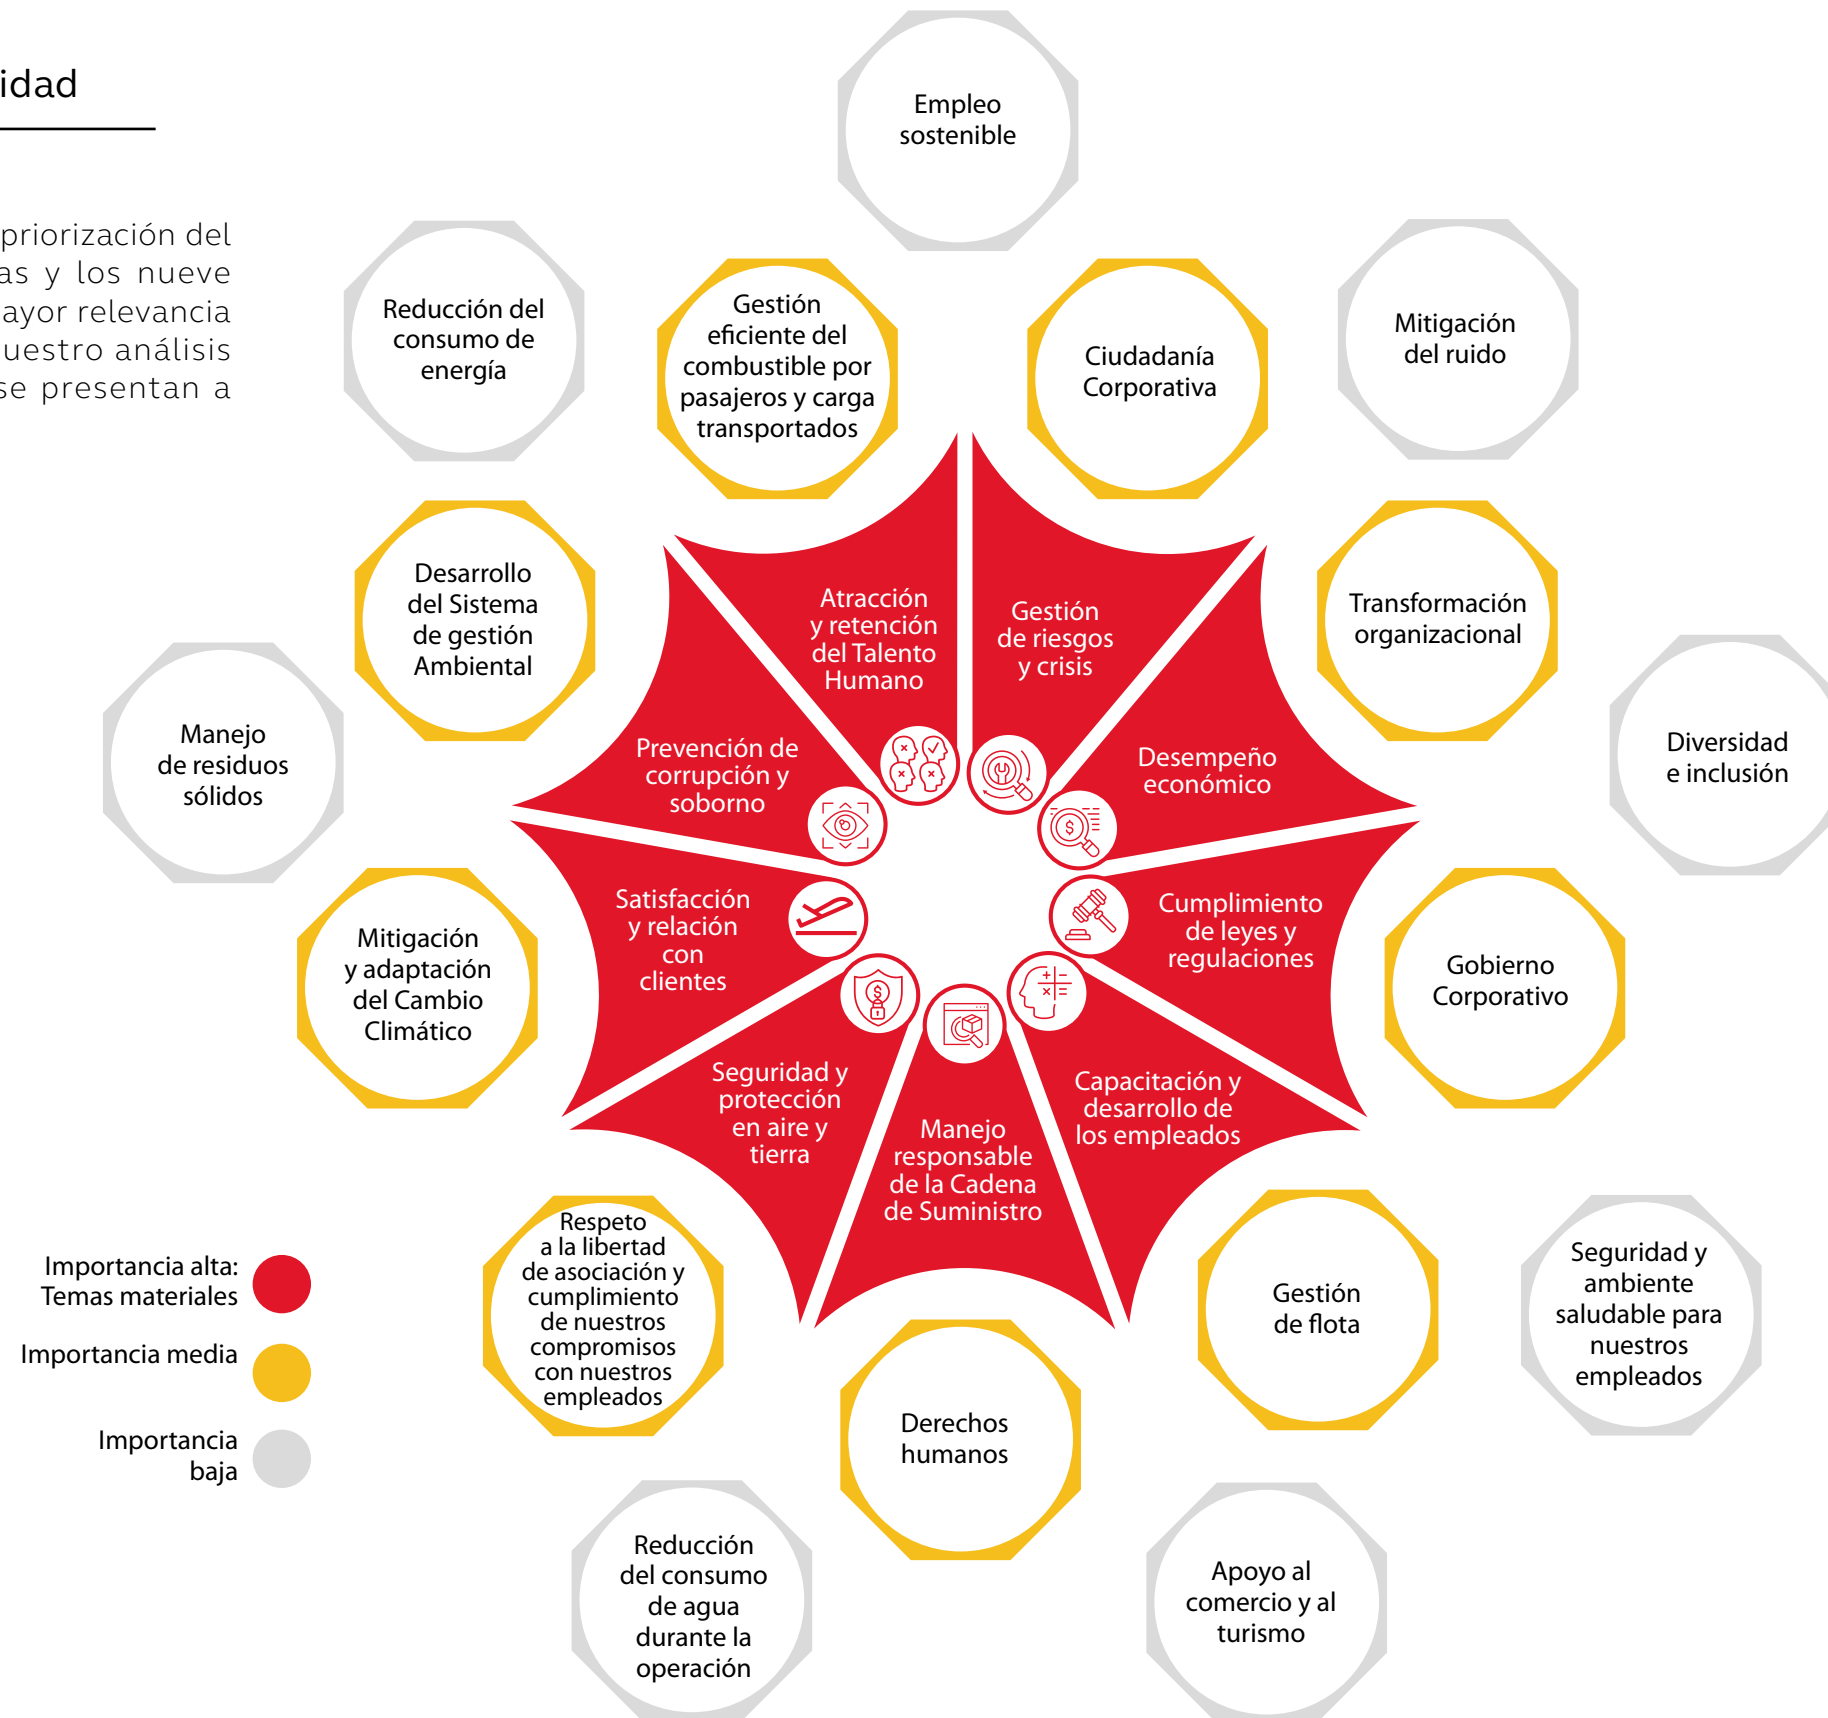 idad
priorización del
as y los nueve
ayor relevancia
uestro análisis
se presentan a
Empleo
sostenible
Reducción del
consumo de
energía
Gestión
eficiente del
combustible por
pasajeros y carga
transportados
Ciudadanía
Corporativa
Mitigación
del ruido
Desarrollo
del Sistema
de gestión
Ambiental
Transformación
organizacional
Manejo
de residuos
sólidos
Diversidad
e inclusión
Mitigación
y adaptación
del Cambio
Climático
Gobierno
Corporativo
Atracción
y retención
del Talento
Humano
Gestión
de riesgos
y crisis
Prevención de
corrupción y
soborno
Desempeño
económico
Satisfacción
y relación
con
clientes
Cumplimiento
de leyes y
regulaciones
Seguridad y
protección
en aire y
tierra
Manejo
responsable
de la Cadena
de Suministro
Capacitación y
desarrollo de
los empleados
Respeto
a la libertad
de asociación y
cumplimiento
de nuestros
compromisos
con nuestros
empleados
Derechos
humanos
Gestión
de flota
Seguridad y
ambiente
saludable para
nuestros
empleados
Reducción
del consumo
de agua
durante la
operación
Apoyo al
comercio y al
turismo
Importancia alta:
Temas materiales
Importancia media
Importancia
baja